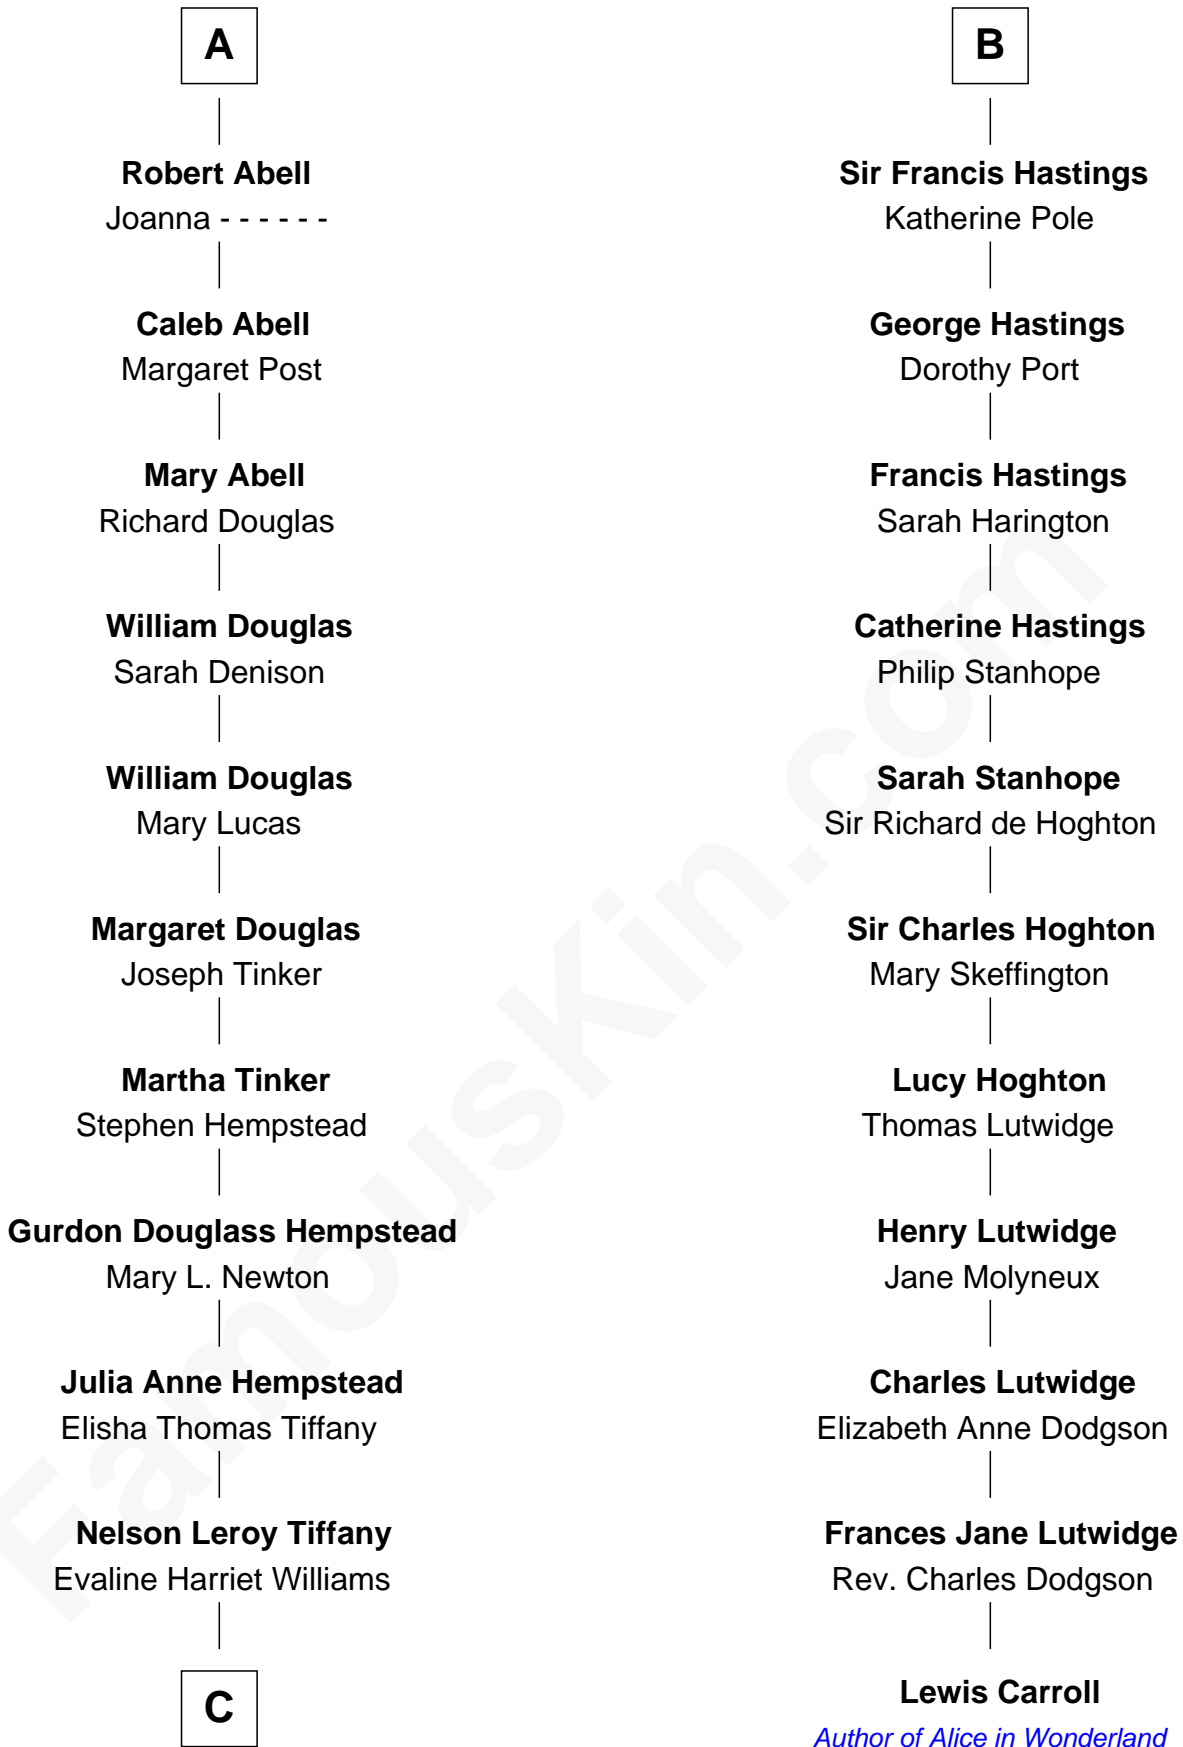 A
Robert Abell
Joanna - - - - - -
Caleb Abell
Margaret Post
Mary Abell
Richard Douglas
William Douglas
Sarah Denison
William Douglas
Mary Lucas
Margaret Douglas
Joseph Tinker
Martha Tinker
Stephen Hempstead
Gurdon Douglass Hempstead
Mary L. Newton
Julia Anne Hempstead
Elisha Thomas Tiffany
Nelson Leroy Tiffany
Evaline Harriet Williams
C
B
Sir Francis Hastings
Katherine Pole
George Hastings
Dorothy Port
Francis Hastings
Sarah Harington
Catherine Hastings
Philip Stanhope
Sarah Stanhope
Sir Richard de Hoghton
Sir Charles Hoghton
Mary Skeffington
Lucy Hoghton
Thomas Lutwidge
Henry Lutwidge
Jane Molyneux
Charles Lutwidge
Elizabeth Anne Dodgson
Frances Jane Lutwidge
Rev. Charles Dodgson
Lewis Carroll
Author of Alice in Wonderland
FamousKin.com